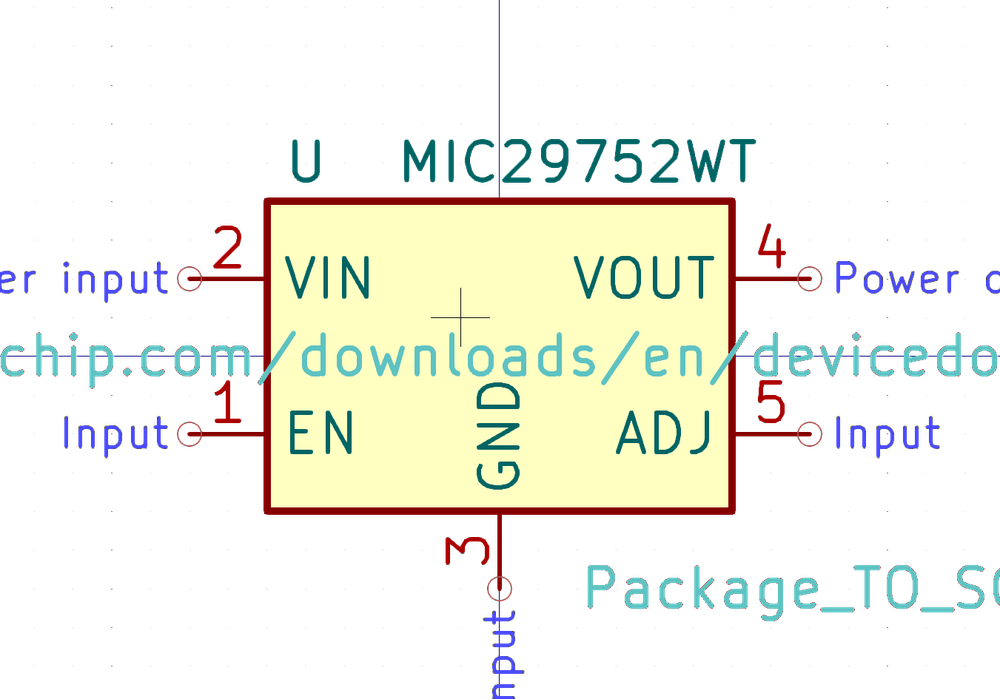 U MIC29752WT
2 4
er input VIN VOUT Power o
chip.com/downloads/en/devicedo
1 5
Input EN ADJ Input
GND
3
Package_TO_SO
nput